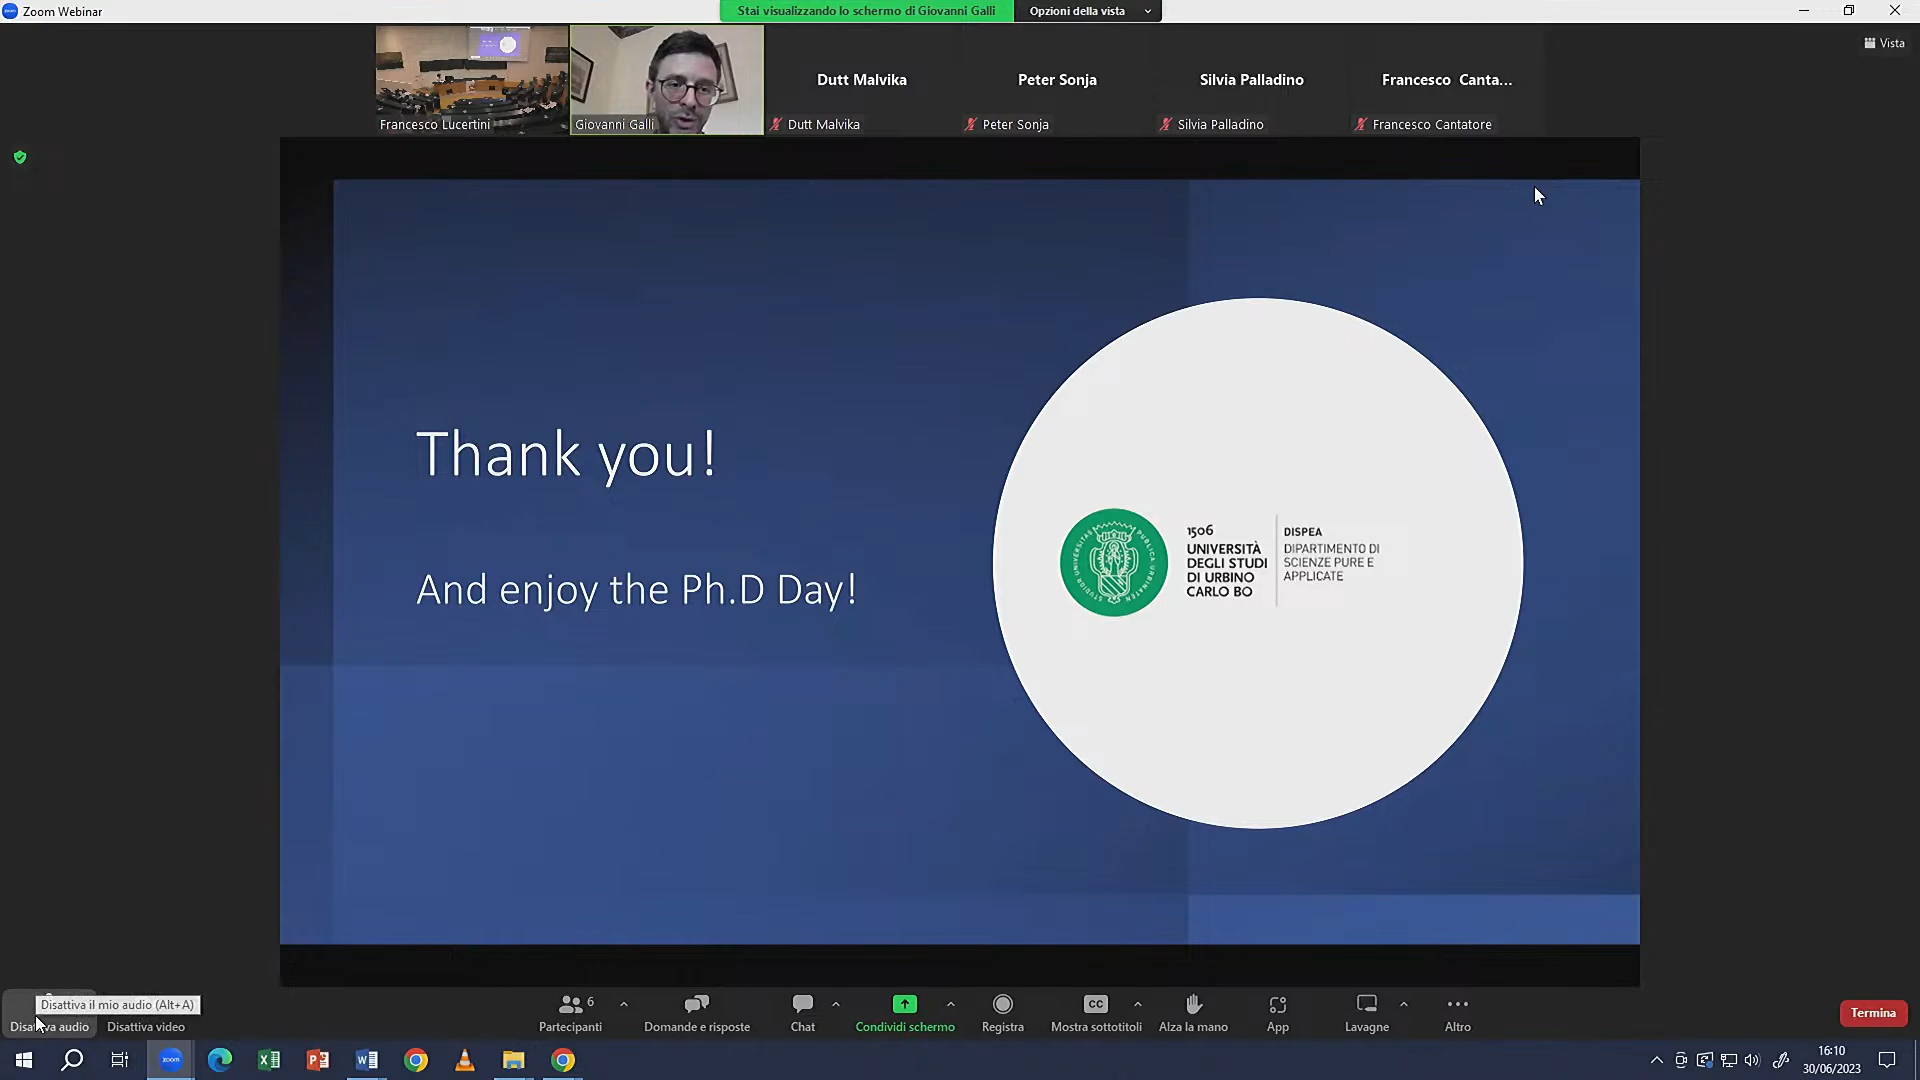 Zoom Webinar
Stai visualizzando lo schermo di Giovanni Galli
Opzioni della vista
Vista
Dutt Malvika
Peter Sonja
Silvia Palladino
Francesco Canta...
Francesco Lucertini
Giovanni Galli
Dutt Malvika
Peter Sonja
Silvia Palladino
Francesco Cantatore
Thank you!
And enjoy the Ph.D Day!
1506
UNIVERSITÀ
DEGLI STUDI
DI URBINO
CARLO BO
DISPEA
DIPARTIMENTO DI
SCIENZE PURE E
APPLICATE
Disattiva il mio audio (Alt+A)
Disattiva audio
Disattiva video
6
Partecipanti
Domande e risposte
Chat
Condividi schermo
Registra
CC
Mostra sottotitoli
Alza la mano
App
Lavagne
Altro
Termina
zoom
16:10
30/06/2023